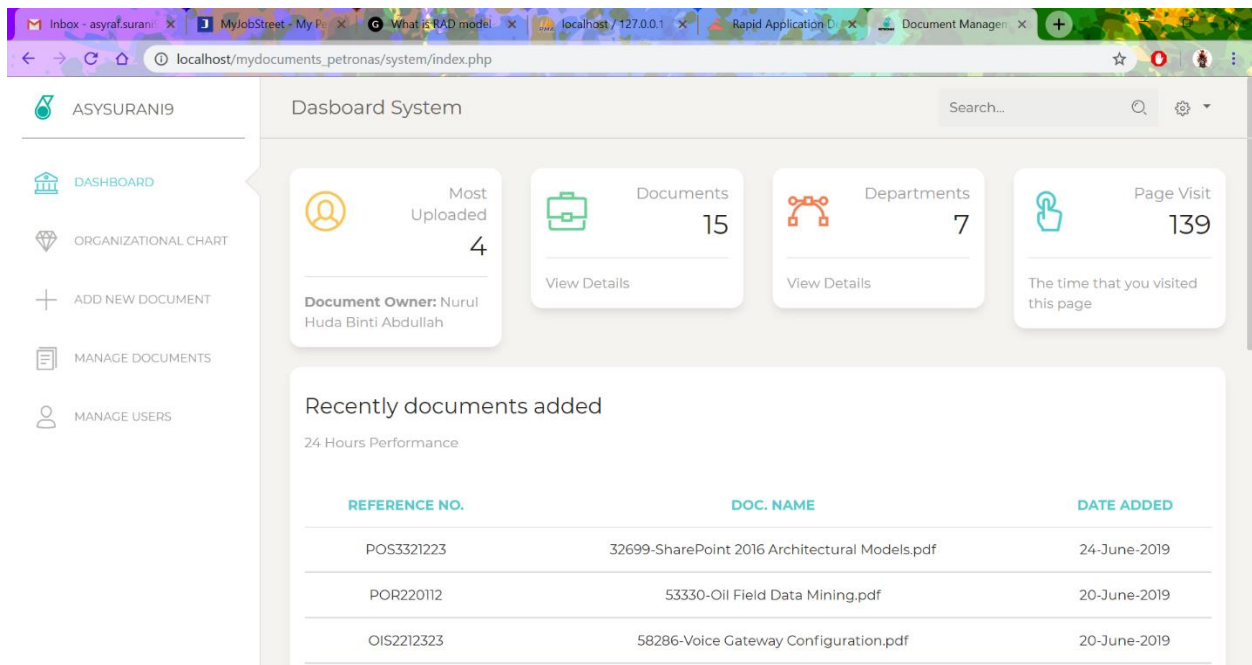 Inbox - asyraf.surani
MyJobStreet - My Pe
What is RAD model
localhost / 127.0.0.1
Rapid Application D
Document Managem
localhost/mydocuments_petronas/system/index.php
ASYSURANI9
Dasboard System
Search...
DASHBOARD
ORGANIZATIONAL CHART
ADD NEW DOCUMENT
MANAGE DOCUMENTS
MANAGE USERS
Most
Uploaded
4
Document Owner: Nurul
Huda Binti Abdullah
Documents
15
View Details
Departments
7
View Details
Page Visit
139
The time that you visited
this page
Recently documents added
24 Hours Performance
REFERENCE NO. DOC. NAME DATE ADDED
POS3321223 32699-SharePoint 2016 Architectural Models.pdf 24-June-2019
POR220112 53330-Oil Field Data Mining.pdf 20-June-2019
OIS2212323 58286-Voice Gateway Configuration.pdf 20-June-2019